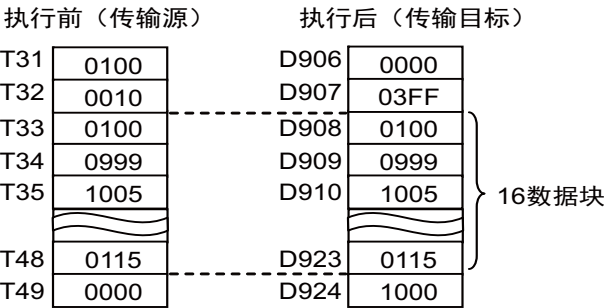 执行前（传输源） 执行后（传输目标）
T31 0100 D906 0000
T32 0010 D907 03FF
T33 0100 D908 0100
T34 0999 D909 0999
T35 1005 D910 1005
16数据块
T48 0115 D923 0115
T49 0000 D924 1000